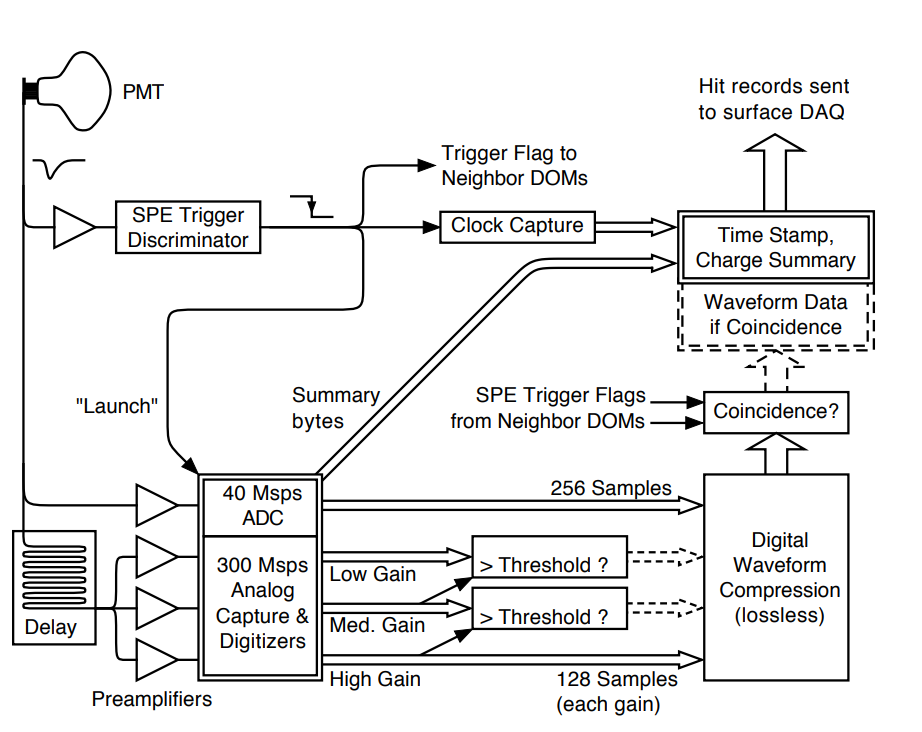 Hit records sent
to surface DAQ
PMT
Trigger Flag to
Neighbor DOMs
SPE Trigger
Discriminator
Clock Capture
Time Stamp,
Charge Summary
Waveform Data
if Coincidence
"Launch"
Summary
bytes
SPE Trigger Flags
from Neighbor DOMs
Coincidence?
40 Msps
ADC
256 Samples
300 Msps
Analog
Capture &
Digitizers
Low Gain
> Threshold ?
Med. Gain
> Threshold ?
High Gain
128 Samples
(each gain)
Digital
Waveform
Compression
(lossless)
Delay
Preamplifiers